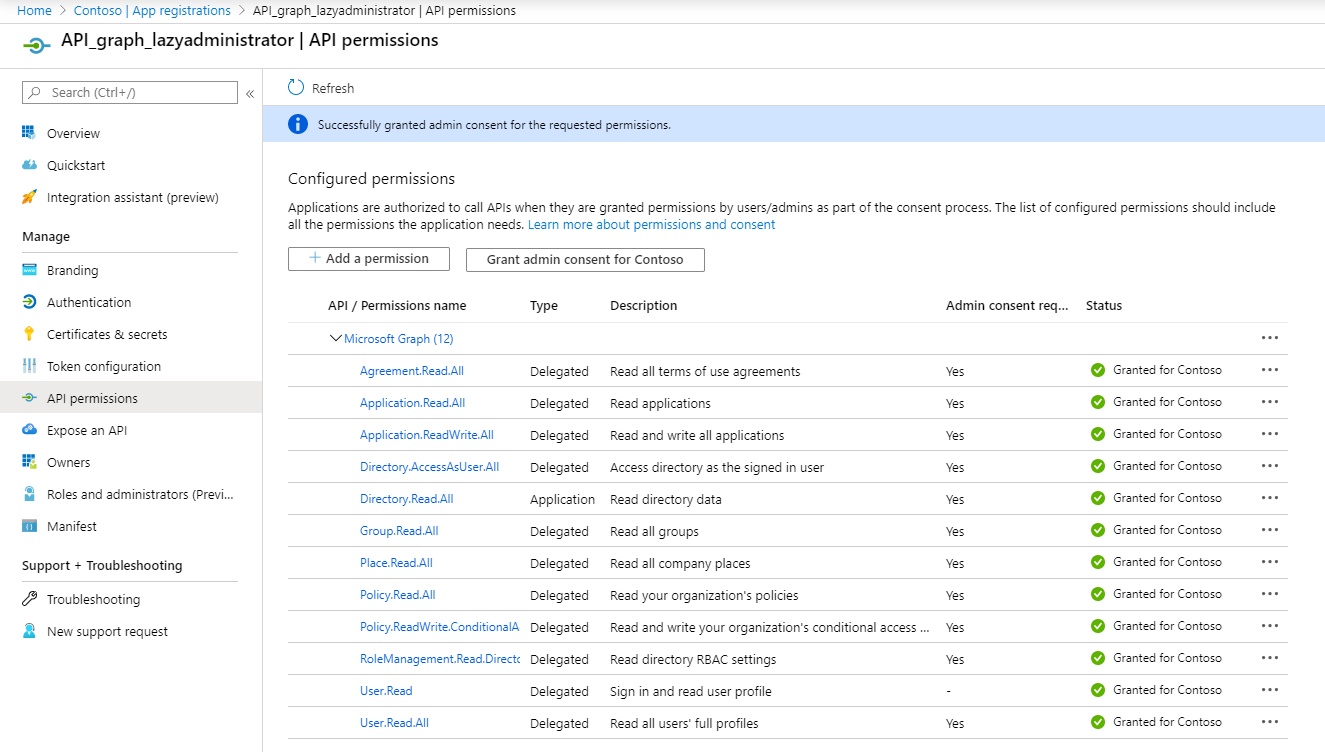 Home > Contoso | App registrations > API_graph_lazyadministrator | API permissions
API_graph_lazyadministrator | API permissions
Search (Ctrl+/)
«
Overview
Quickstart
Integration assistant (preview)
Manage
Branding
Authentication
Certificates & secrets
Token configuration
API permissions
Expose an API
Owners
Roles and administrators (Previ...
Manifest
Support + Troubleshooting
Troubleshooting
New support request
Refresh
Successfully granted admin consent for the requested permissions.
Configured permissions
Applications are authorized to call APIs when they are granted permissions by users/admins as part of the consent process. The list of configured permissions should include
all the permissions the application needs. Learn more about permissions and consent
+ Add a permission Grant admin consent for Contoso
API / Permissions name Type Description Admin consent req... Status
Microsoft Graph (12) ...
Agreement.Read.All Delegated Read all terms of use agreements Yes Granted for Contoso ...
Application.Read.All Delegated Read applications Yes Granted for Contoso ...
Application.ReadWrite.All Delegated Read and write all applications Yes Granted for Contoso ...
Directory.AccessAsUser.All Delegated Access directory as the signed in user Yes Granted for Contoso ...
Directory.Read.All Application Read directory data Yes Granted for Contoso ...
Group.Read.All Delegated Read all groups Yes Granted for Contoso ...
Place.Read.All Delegated Read all company places Yes Granted for Contoso ...
Policy.Read.All Delegated Read your organization's policies Yes Granted for Contoso ...
Policy.ReadWrite.ConditionalA Delegated Read and write your organization's conditional access ... Yes Granted for Contoso ...
RoleManagement.Read.Directo Delegated Read directory RBAC settings Yes Granted for Contoso ...
User.Read Delegated Sign in and read user profile - Granted for Contoso ...
User.Read.All Delegated Read all users' full profiles Yes Granted for Contoso ...